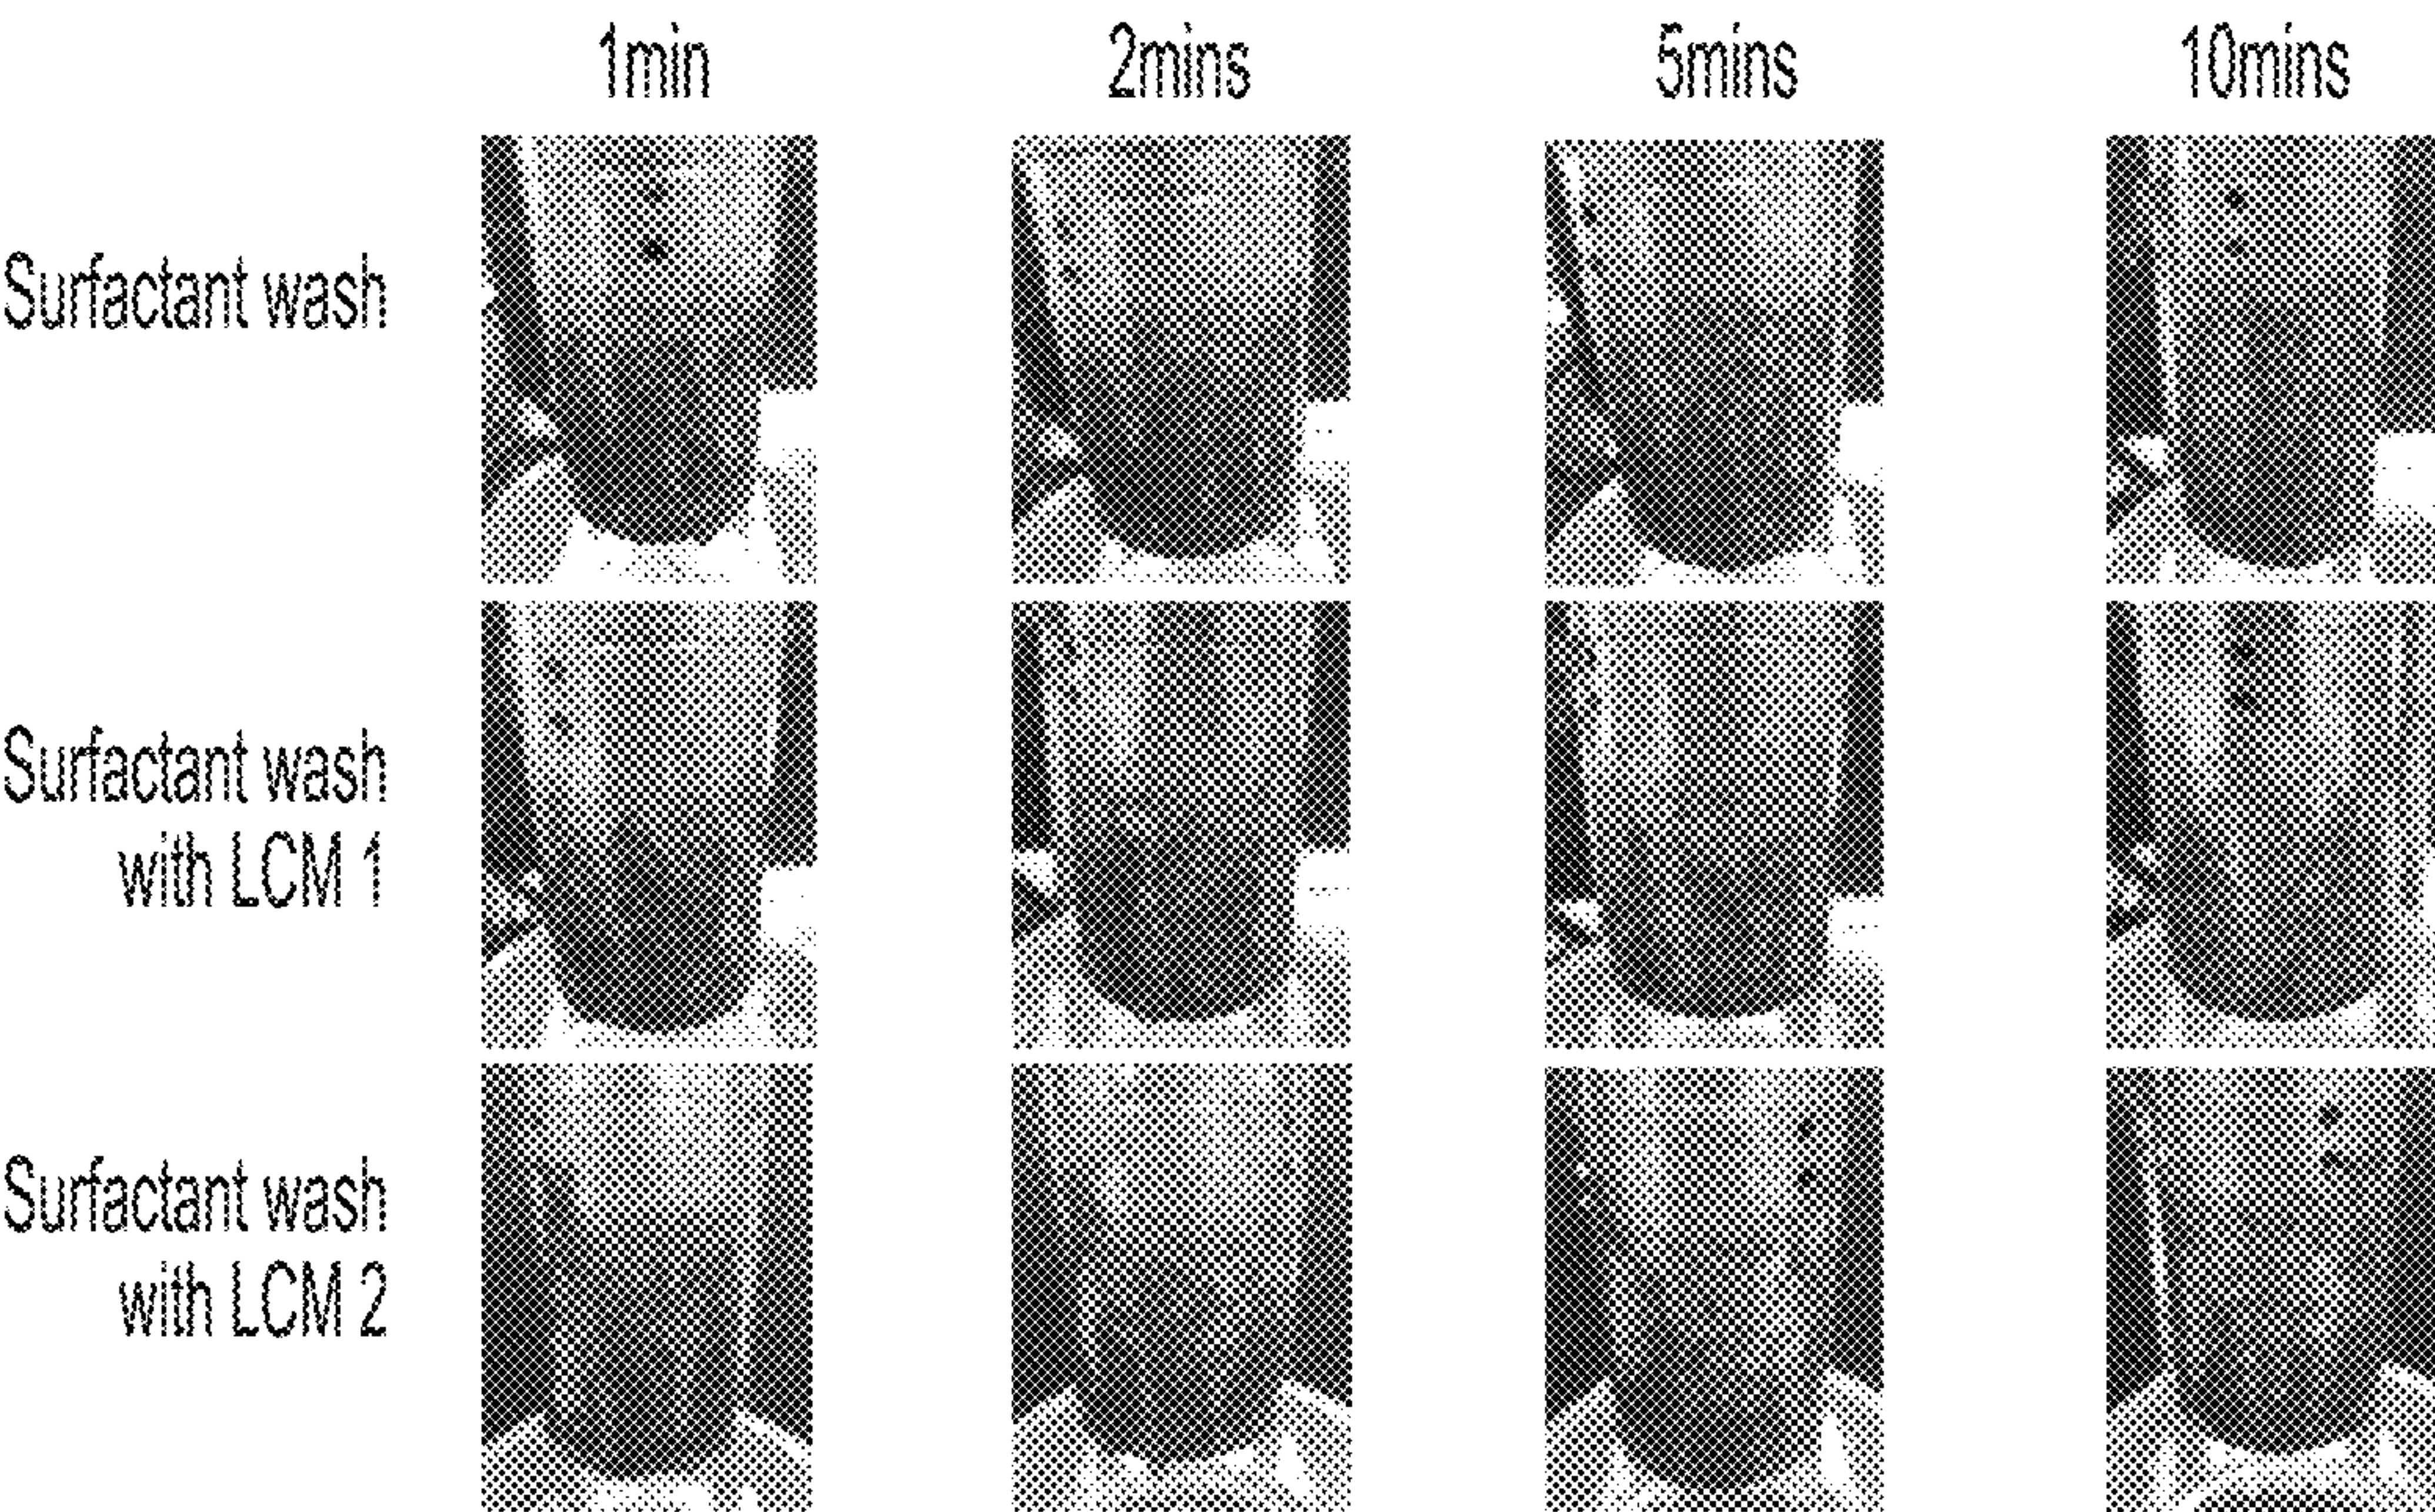 1min 2mins 5mins 10mins
Surfactant wash
Surfactant wash
with LCM 1
Surfactant wash
with LCM 2